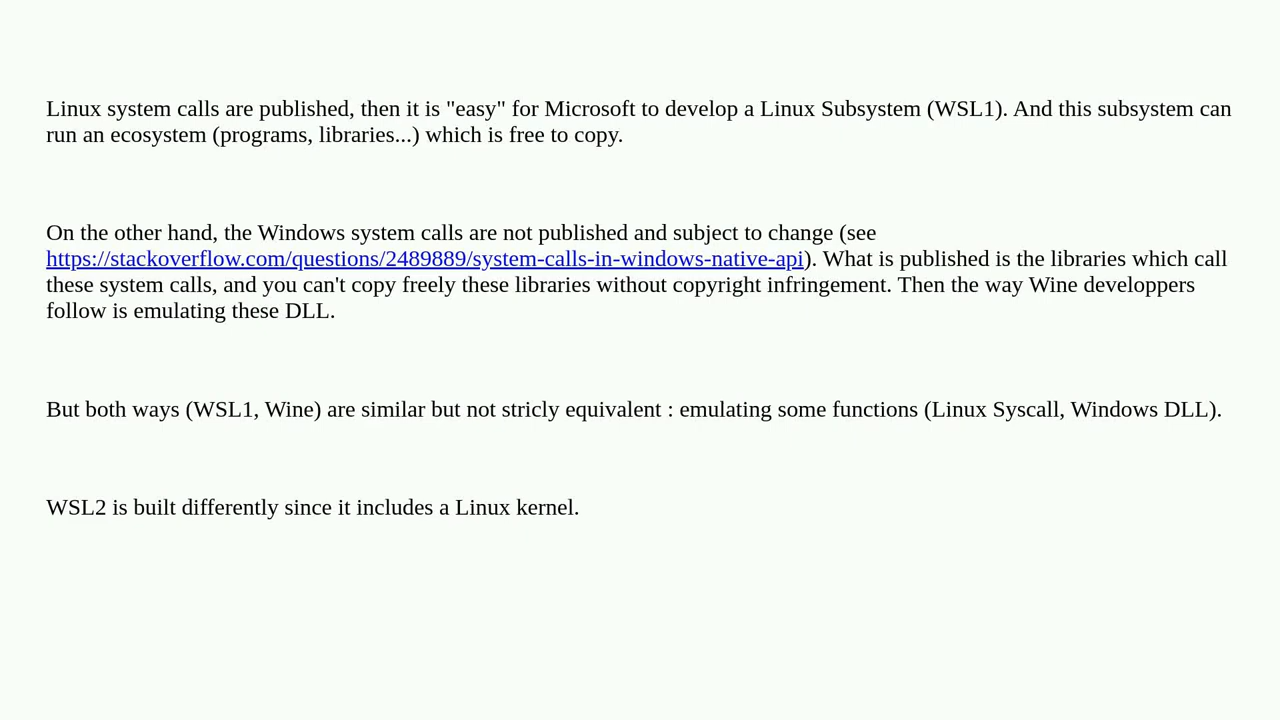 Linux system calls are published, then it is "easy" for Microsoft to develop a Linux Subsystem (WSL1). And this subsystem can
run an ecosystem (programs, libraries...) which is free to copy.
On the other hand, the Windows system calls are not published and subject to change (see
https://stackoverflow.com/questions/2489889/system-calls-in-windows-native-api). What is published is the libraries which call
these system calls, and you can't copy freely these libraries without copyright infringement. Then the way Wine developpers
follow is emulating these DLL.
But both ways (WSL1, Wine) are similar but not stricly equivalent : emulating some functions (Linux Syscall, Windows DLL).
WSL2 is built differently since it includes a Linux kernel.